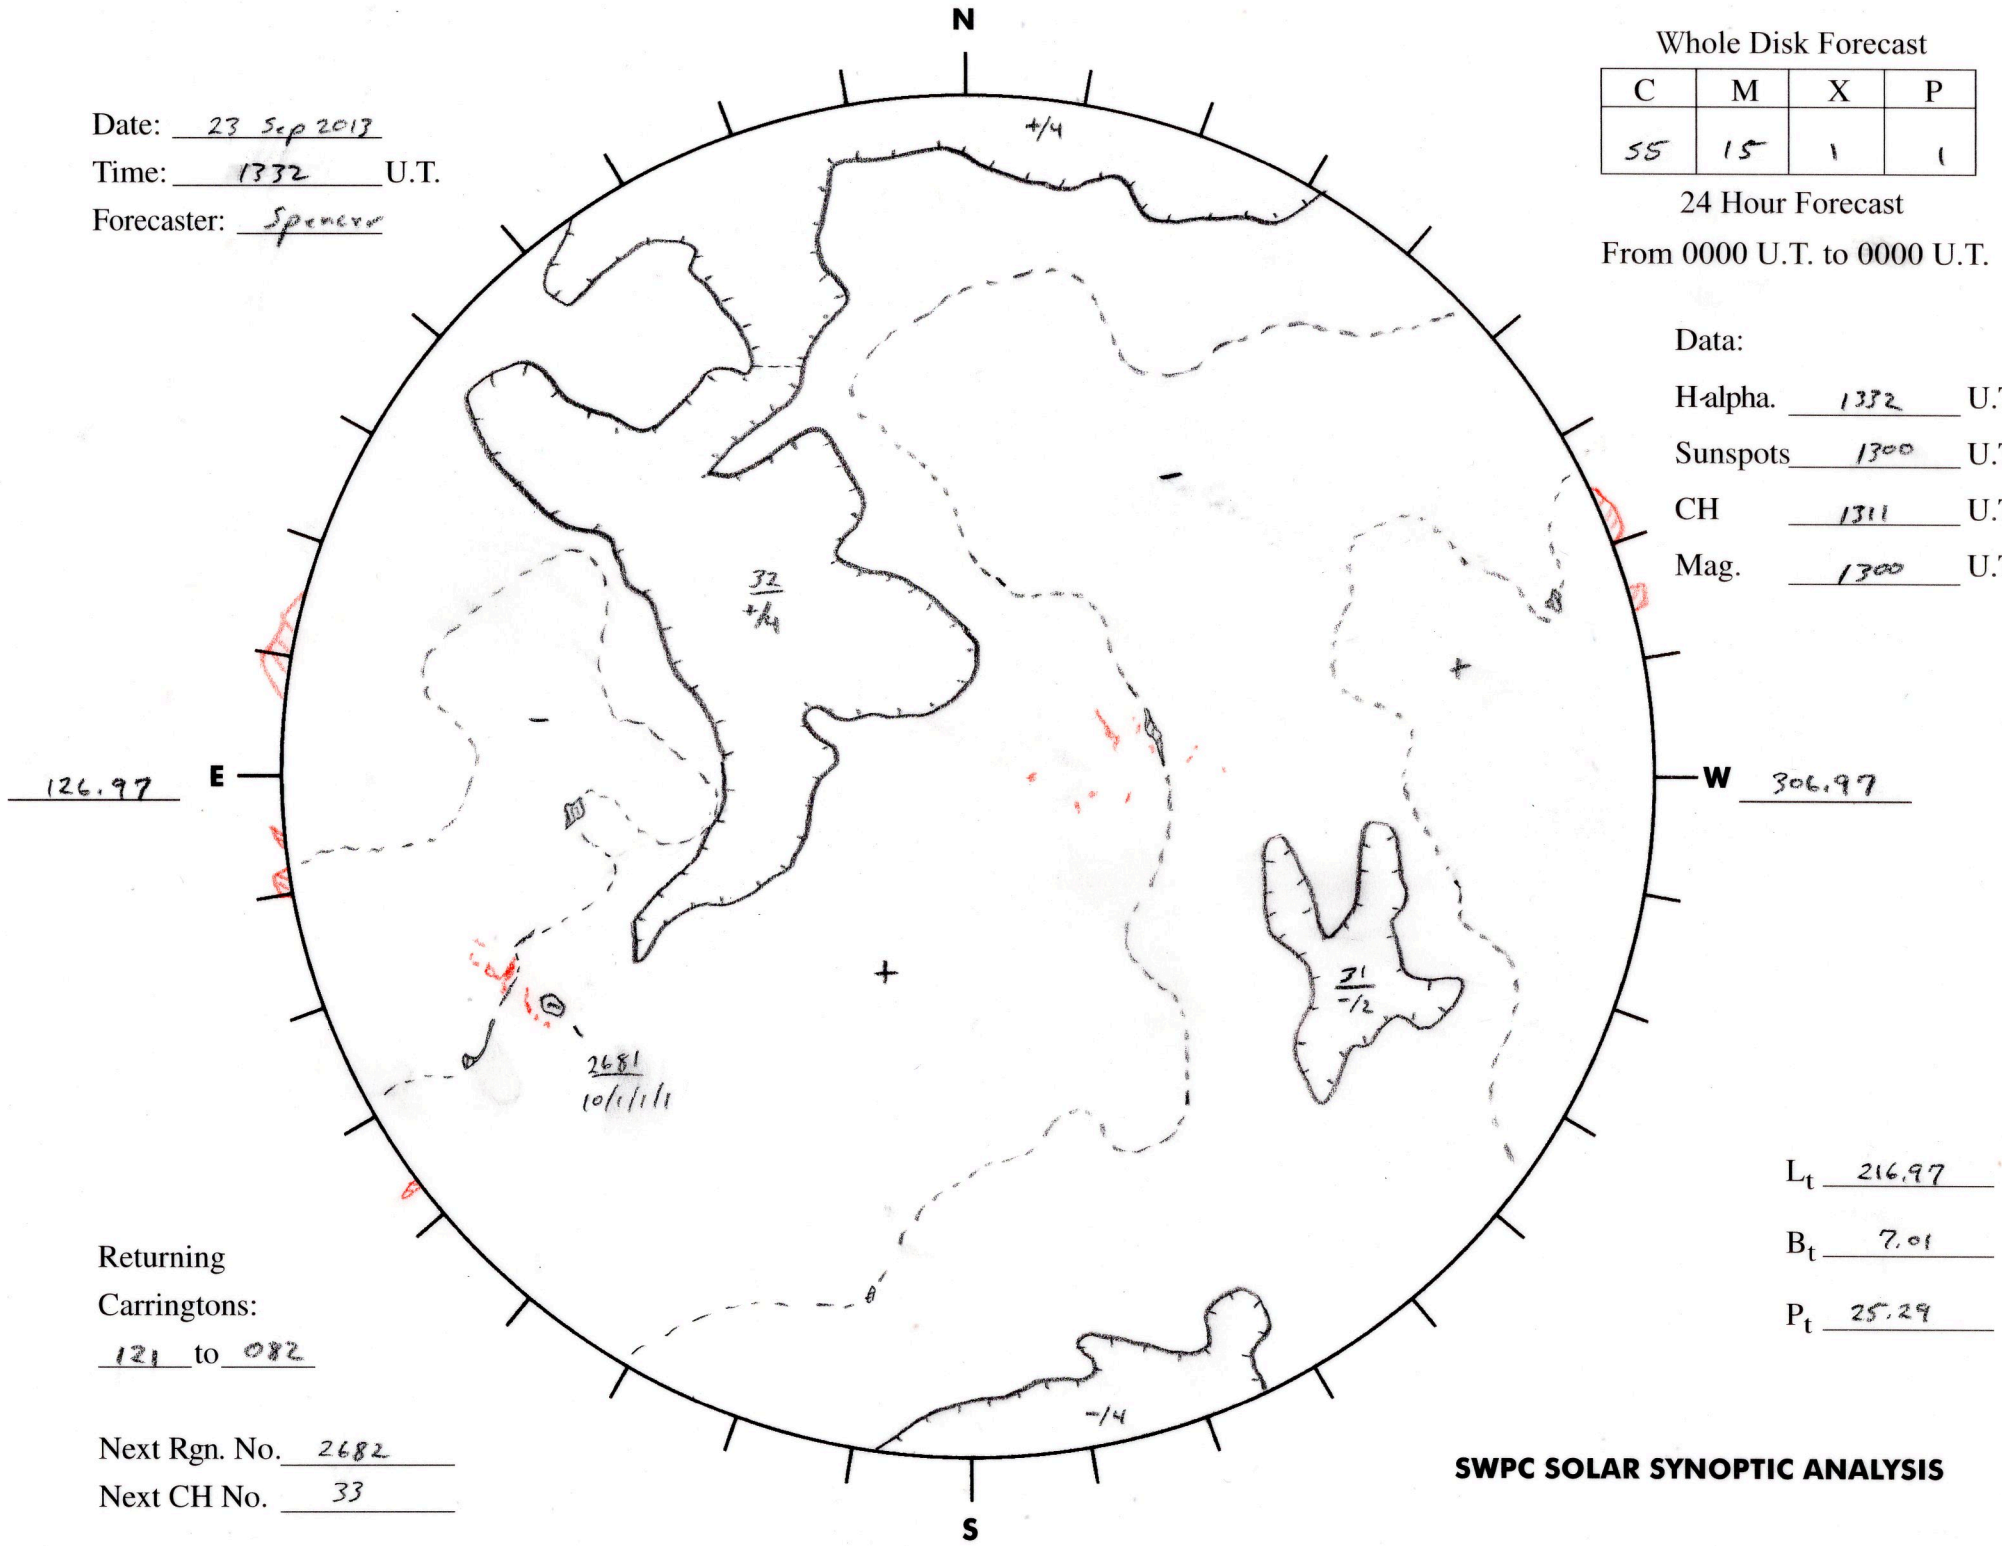 N
Date: 23 Sep 2013
Time: 1332 U.T.
Forecaster: Spencer
Whole Disk Forecast
C M X P
55 15 1 1
24 Hour Forecast
From 0000 U.T. to 0000 U.T.
Data:
H-alpha. 1332 U.T
Sunspots 1300 U.T
CH 1311 U.T
Mag. 1300 U.T
+/4
-
32
+/4
+
-
126.97 E
W 306.97
+
31
-/2
2681
10/1/1/1
Lt 216.97
Bt 7.01
Pt 25.29
Returning
Carringtons:
121 to 082
-/4
Next Rgn. No. 2682
Next CH No. 33
SWPC SOLAR SYNOPTIC ANALYSIS
S